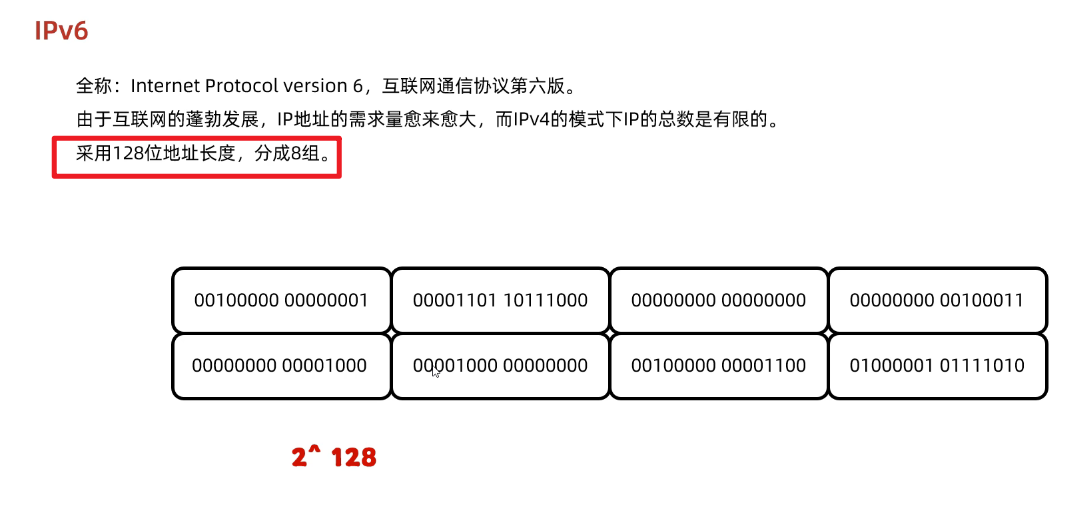 IPv6
全称：Internet Protocol version 6，互联网通信协议第六版。
由于互联网的蓬勃发展，IP地址的需求量愈来愈大，而IPv4的模式下IP的总数是有限的。
采用128位地址长度，分成8组。
00100000 00000001 00001101 10111000 00000000 00000000 00000000 00100011
00000000 00001000 00001000 00000000 00100000 00001100 01000001 01111010
2^ 128